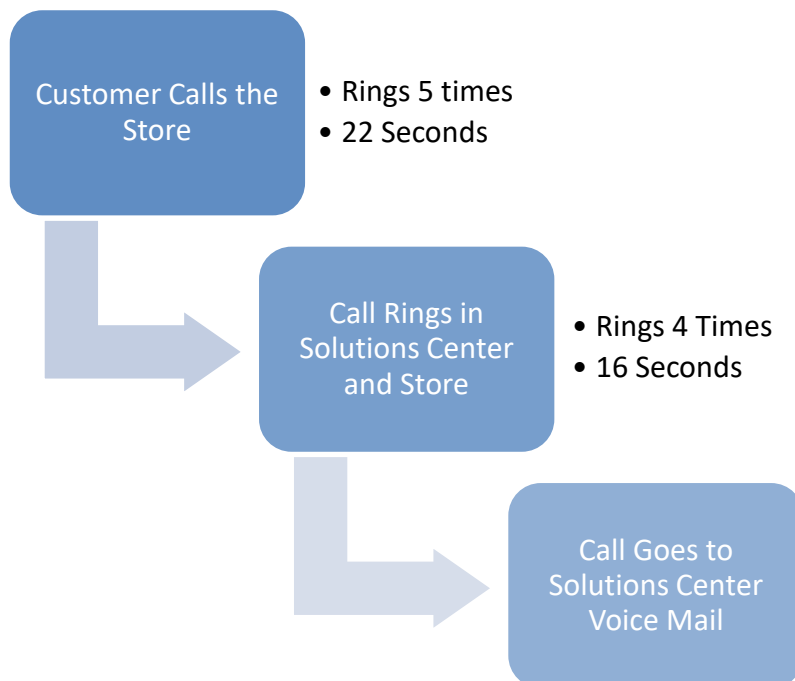 Customer Calls the
Store
• Rings 5 times
• 22 Seconds
Call Rings in
Solutions Center
and Store
• Rings 4 Times
• 16 Seconds
Call Goes to
Solutions Center
Voice Mail